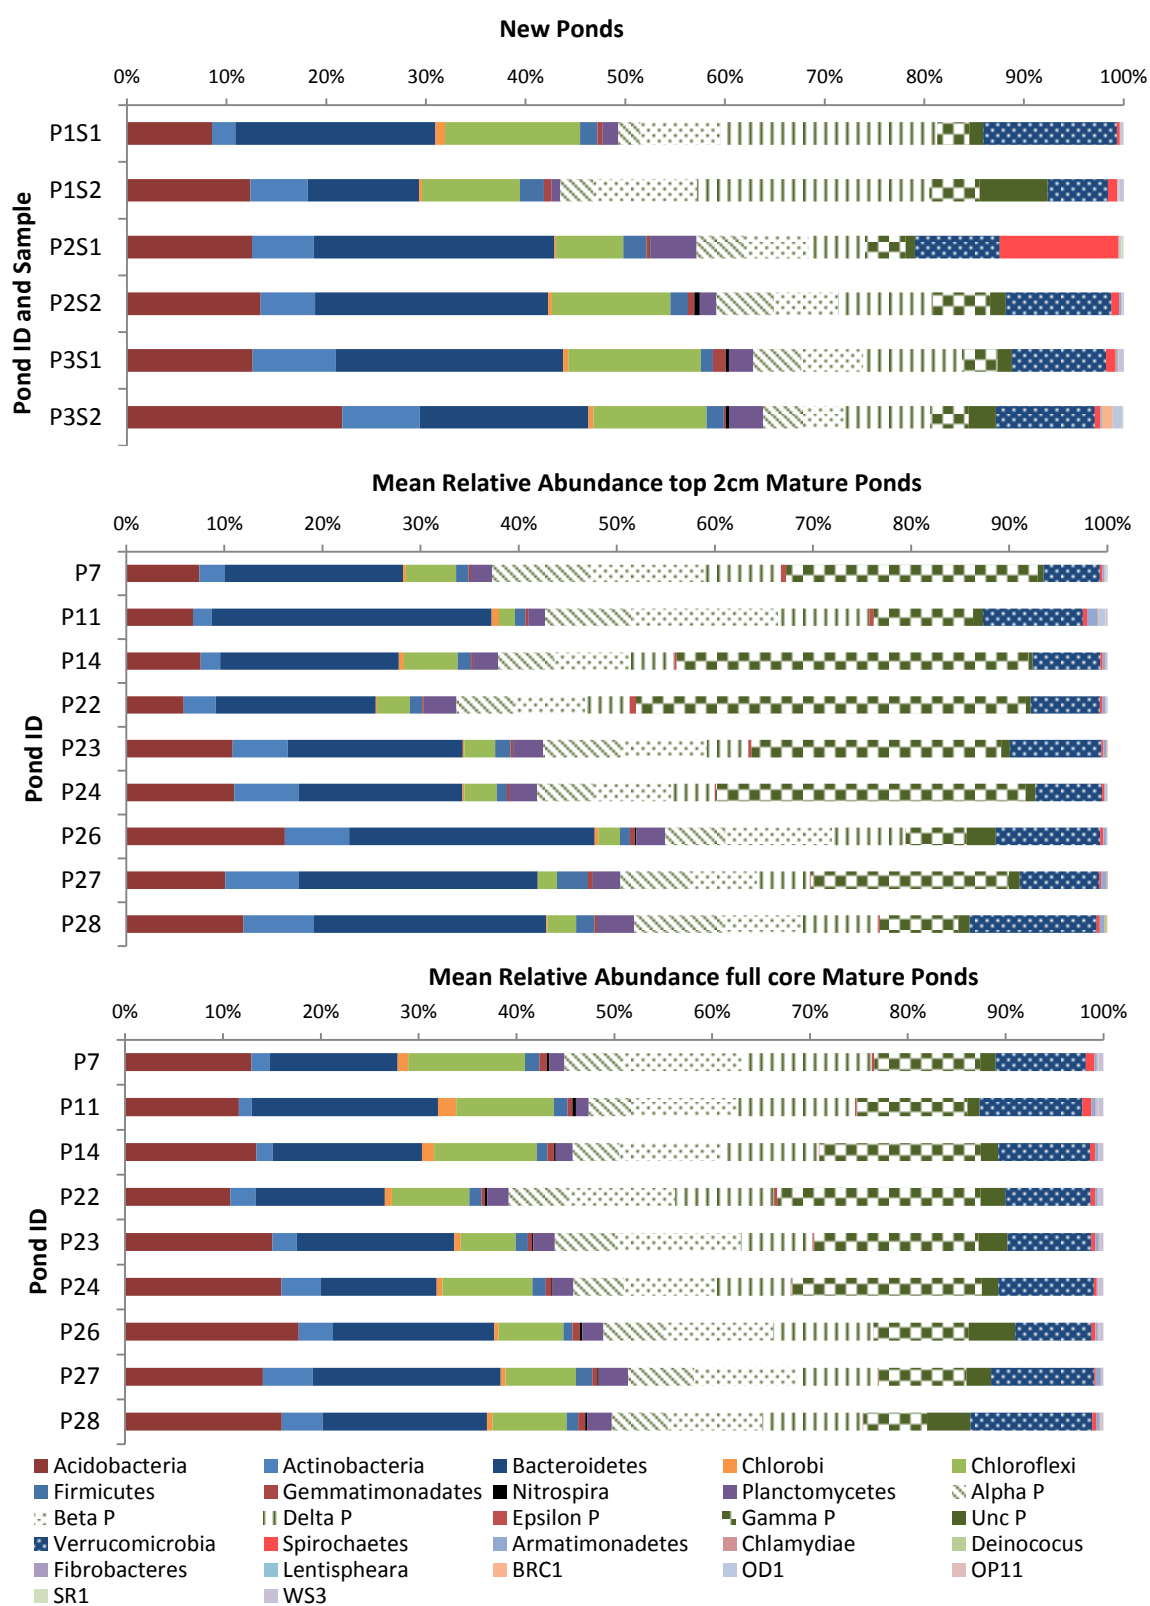 New Ponds
0% 10% 20% 30% 40% 50% 60% 70% 80% 90% 100%
Pond ID and Sample
P1S1
P1S2
P2S1
P2S2
P3S1
P3S2
Mean Relative Abundance top 2cm Mature Ponds
0% 10% 20% 30% 40% 50% 60% 70% 80% 90% 100%
Pond ID
P7
P11
P14
P22
P23
P24
P26
P27
P28
Mean Relative Abundance full core Mature Ponds
0% 10% 20% 30% 40% 50% 60% 70% 80% 90% 100%
Pond ID
P7
P11
P14
P22
P23
P24
P26
P27
P28
Acidobacteria Actinobacteria Bacteroidetes Chlorobi Chloroflexi
Firmicutes Gemmatimonadates Nitrospira Planctomycetes Alpha P
Beta P Delta P Epsilon P Gamma P Unc P
Verrucomicrobia Spirochaetes Armatimonadetes Chlamydiae Deinococus
Fibrobacteres Lentispheara BRC1 OD1 OP11
SR1 WS3